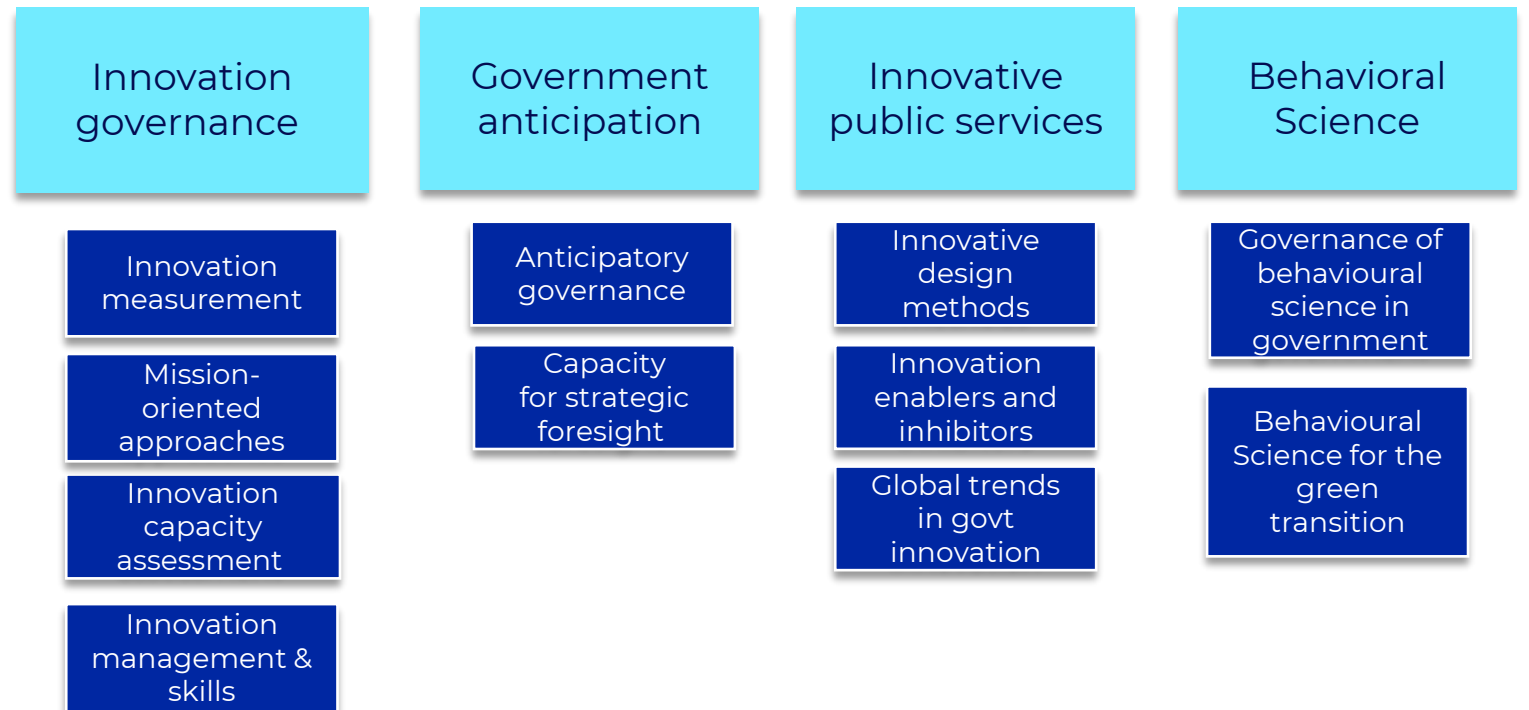 Innovation
governance
Government
anticipation
Innovative
public services
Behavioral
Science
Innovation
measurement
Mission-
oriented
approaches
Innovation
capacity
assessment
Innovation
management &
skills
Anticipatory
governance
Capacity
for strategic
foresight
Innovative
design
methods
Innovation
enablers and
inhibitors
Global trends
in govt
innovation
Governance of
behavioural
science in
government
Behavioural
Science for the
green
transition